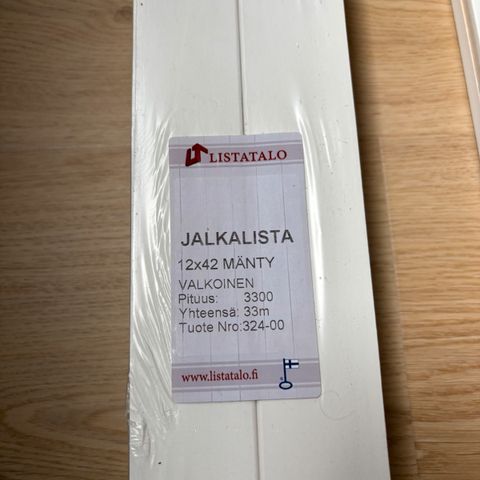 LISTATALO
JALKALISTA
12x42 MÄNTY
VALKOINEN
Pituus: 3300
Yhteensä: 33m
Tuote Nro:324-00
www.listatalo.fi